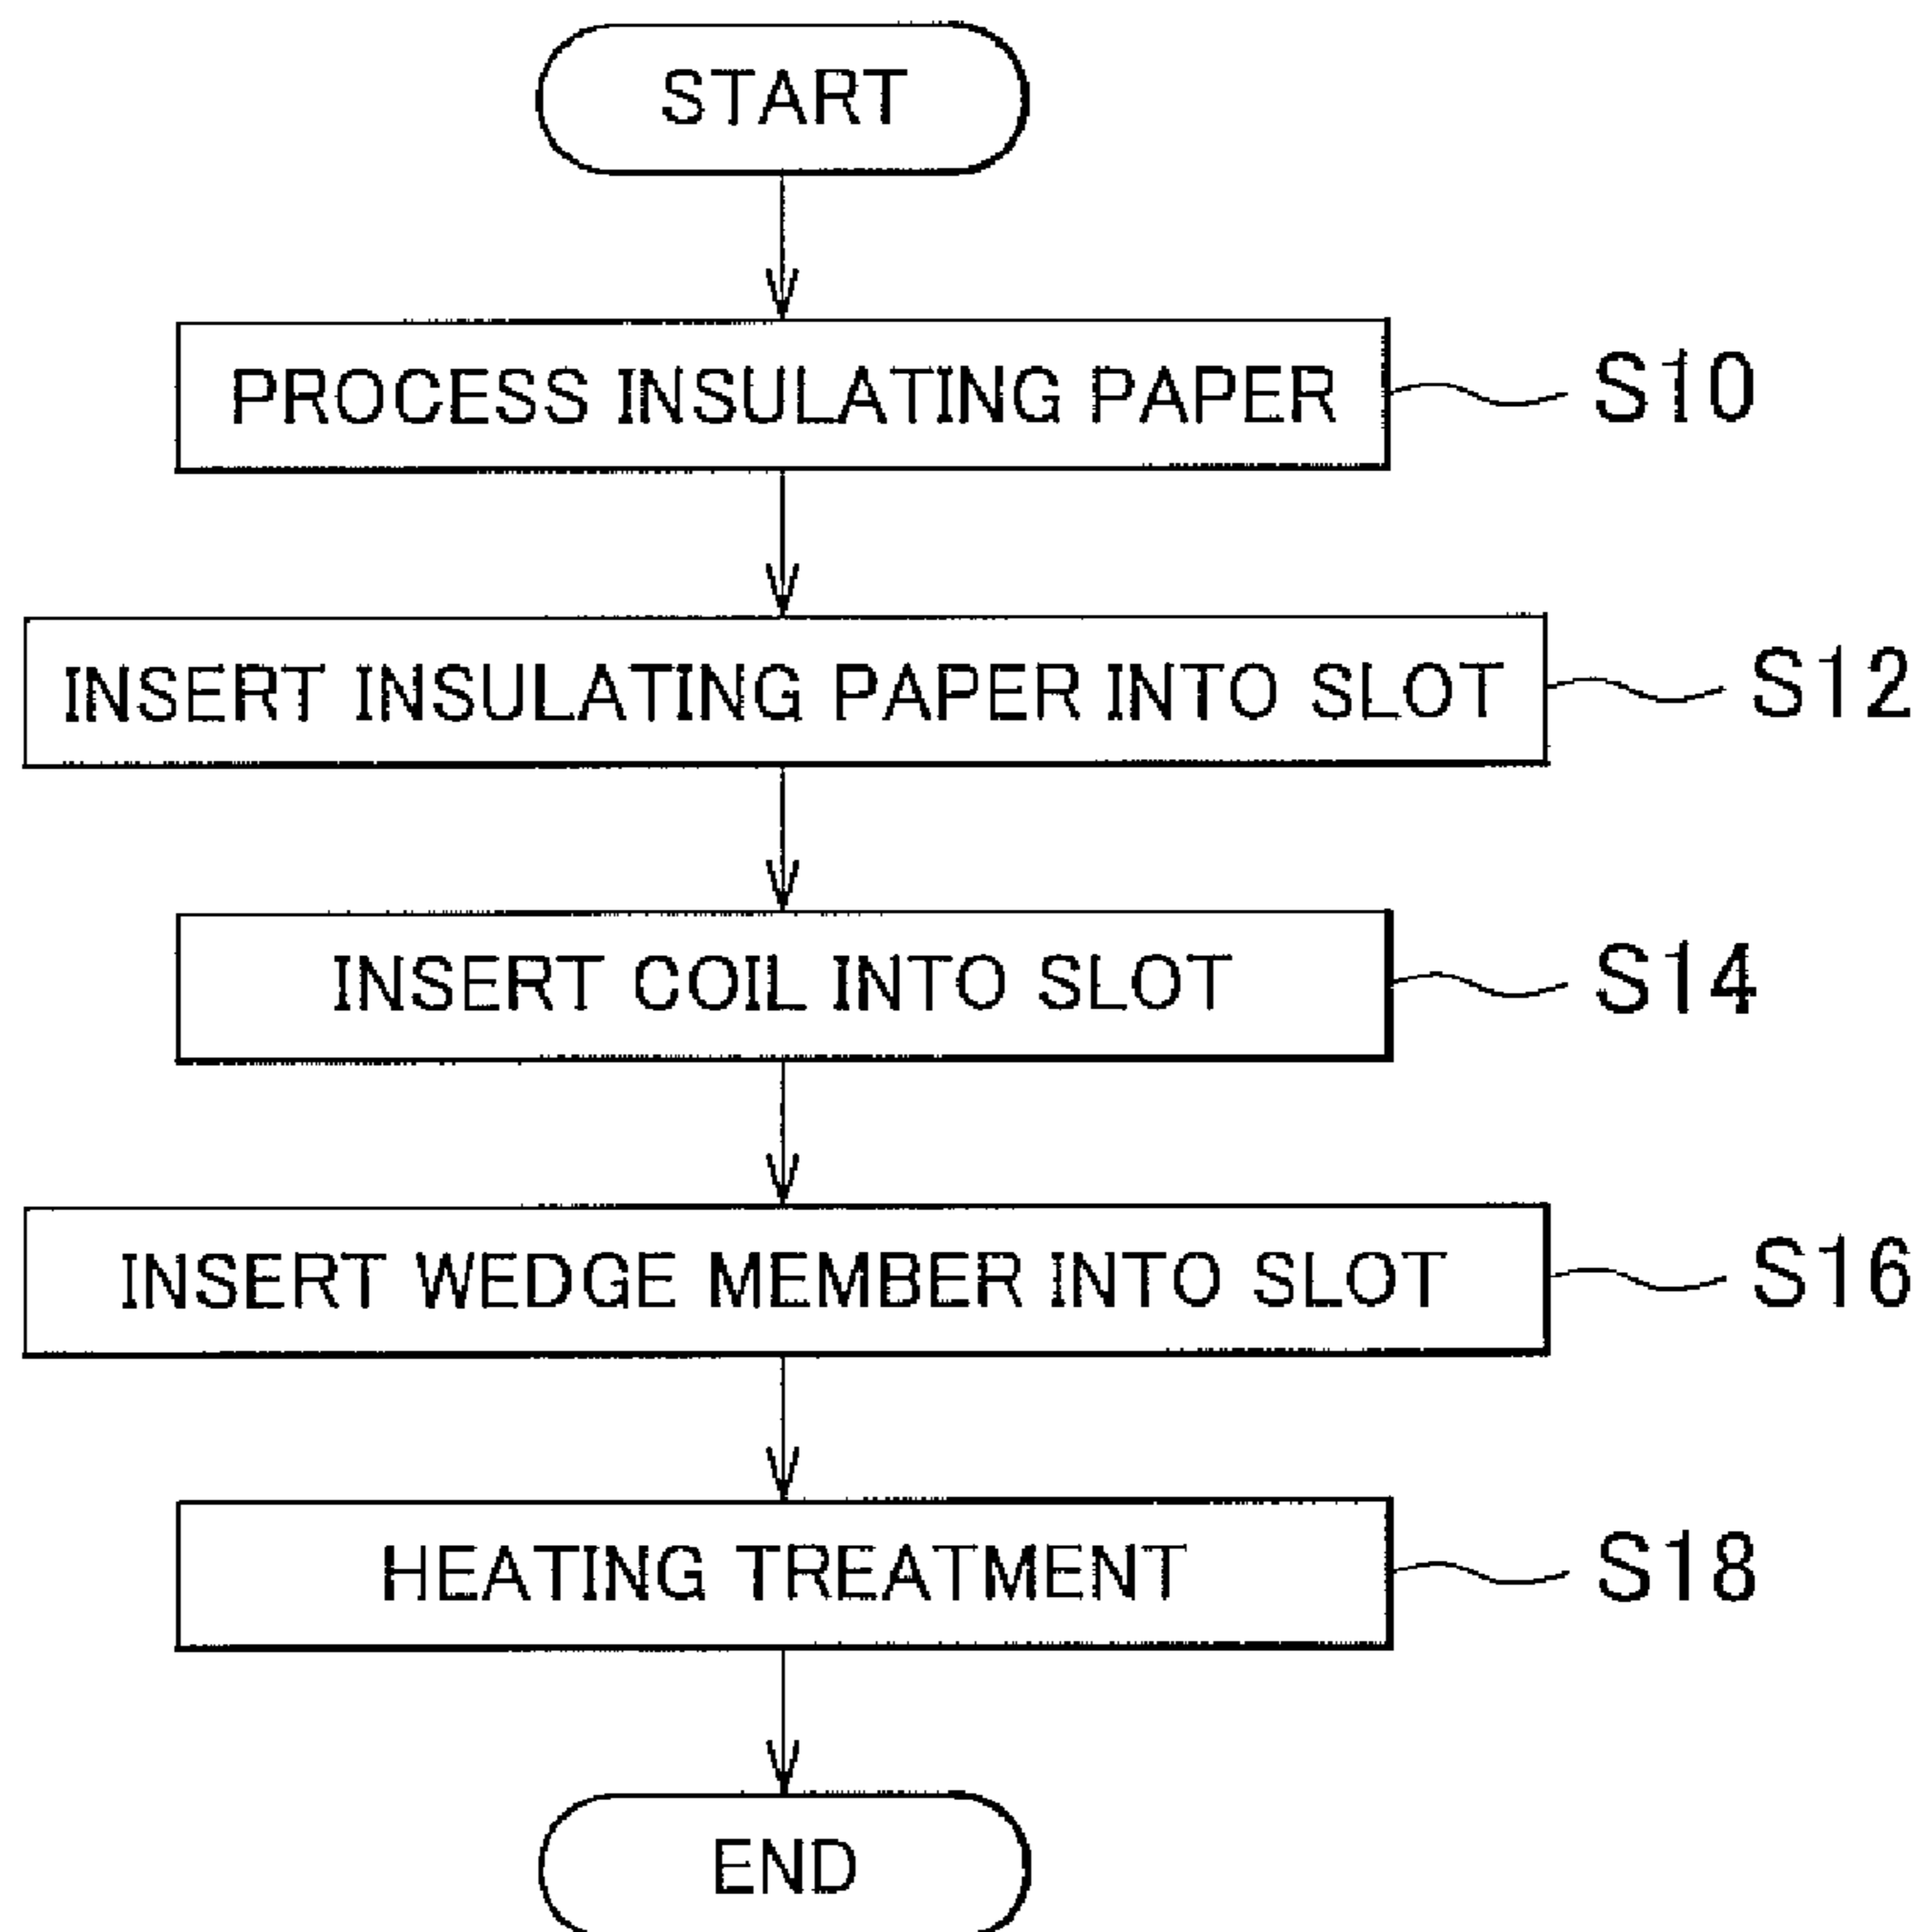 START
PROCESS INSULATING PAPER
S10
INSERT INSULATING PAPER INTO SLOT
S12
INSERT COIL INTO SLOT
S14
INSERT WEDGE MEMBER INTO SLOT
S16
HEATING TREATMENT
S18
END